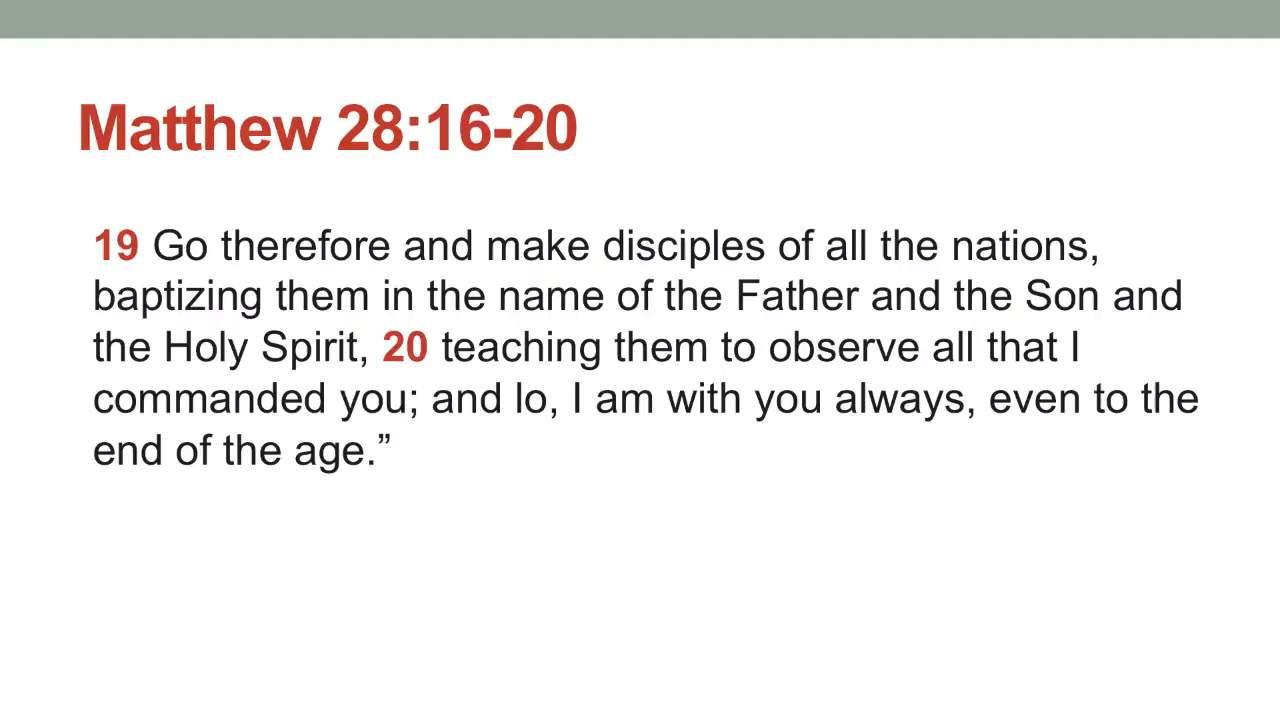 Matthew 28:16-20
19 Go therefore and make disciples of all the nations,
baptizing them in the name of the Father and the Son and
the Holy Spirit, 20 teaching them to observe all that I
commanded you; and lo, I am with you always, even to the
end of the age.”